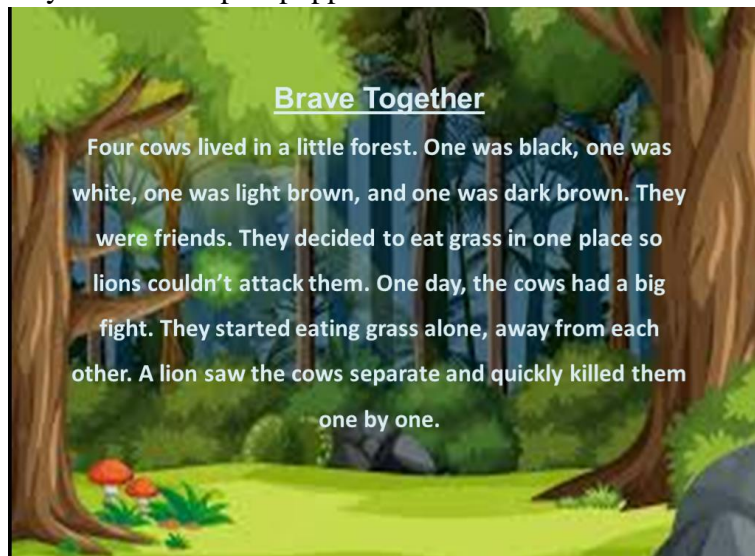 Brave Together
Four cows lived in a little forest. One was black, one was
white, one was light brown, and one was dark brown. They
were friends. They decided to eat grass in one place so
lions couldn't attack them. One day, the cows had a big
fight. They started eating grass alone, away from each
other. A lion saw the cows separate and quickly killed them
one by one.